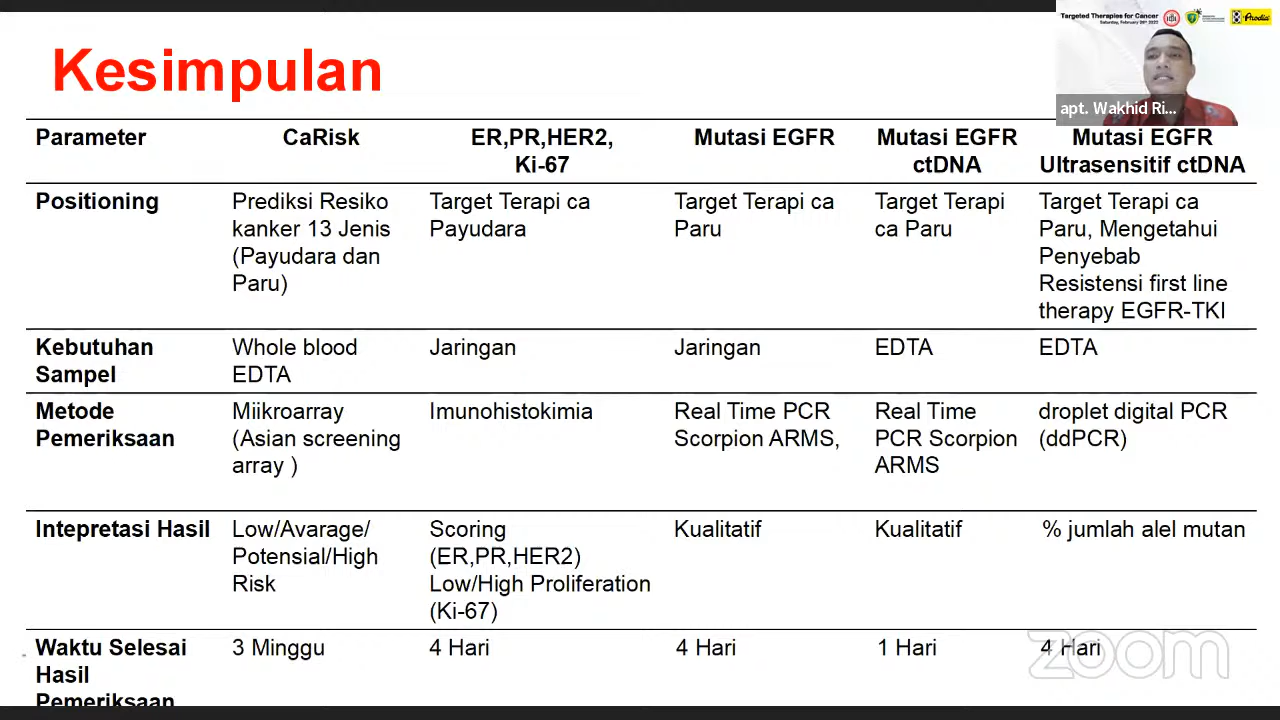 Targeted Therapies for Cancer
Saturday, February 26th 2022
Prodia
apt. Wakhid Ri...
Kesimpulan
Parameter
CaRisk
ER,PR,HER2,
Ki-67
Mutasi EGFR
Mutasi EGFR
ctDNA
Mutasi EGFR
Ultrasensitif ctDNA
Positioning
Prediksi Resiko
kanker 13 Jenis
(Payudara dan
Paru)
Target Terapi ca
Payudara
Target Terapi ca
Paru
Target Terapi
ca Paru
Target Terapi ca
Paru, Mengetahui
Penyebab
Resistensi first line
therapy EGFR-TKI
Kebutuhan
Sampel
Whole blood
EDTA
Jaringan
Jaringan
EDTA
EDTA
Metode
Pemeriksaan
Miikroarray
(Asian screening
array )
Imunohistokimia
Real Time PCR
Scorpion ARMS,
Real Time
PCR Scorpion
ARMS
droplet digital PCR
(ddPCR)
Intepretasi Hasil
Low/Avarage/
Potensial/High
Risk
Scoring
(ER,PR,HER2)
Low/High Proliferation
(Ki-67)
Kualitatif
Kualitatif
% jumlah alel mutan
Waktu Selesai
Hasil
Pemeriksaan
3 Minggu
4 Hari
4 Hari
1 Hari
4 Hari
zoom